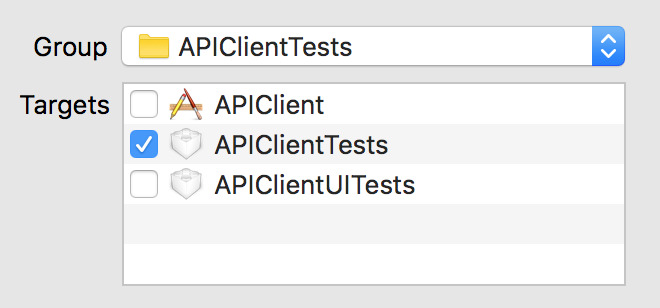 Group APIClientTests
Targets APIClient
APIClientTests
APIClientUITests